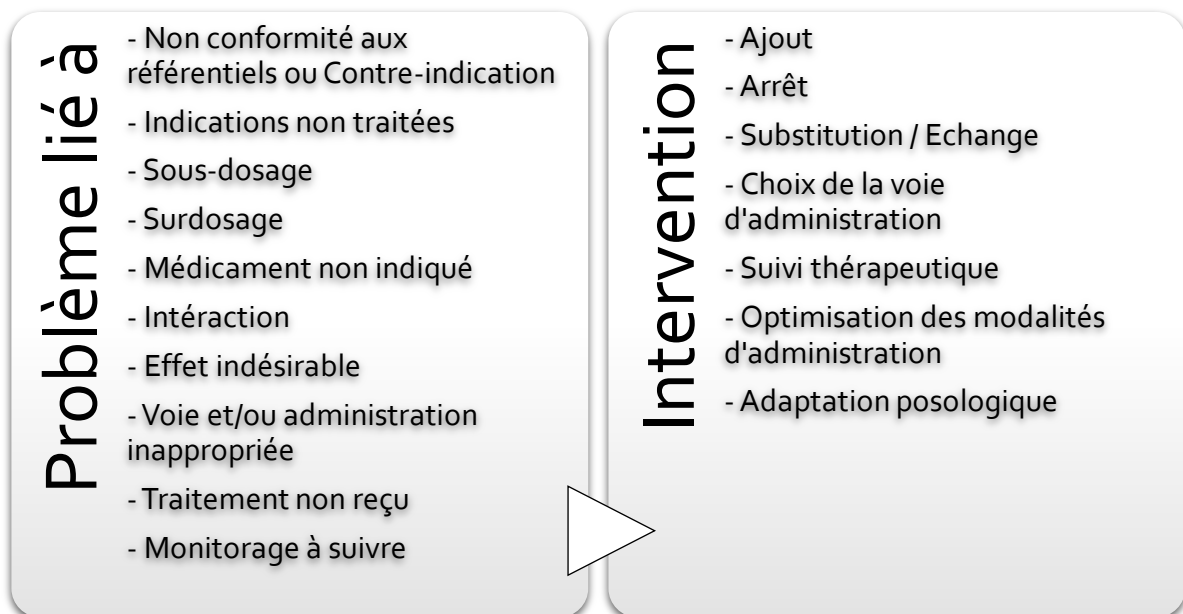 Problème lié à
- Non conformité aux
référentiels ou Contre-indication
- Indications non traitées
- Sous-dosage
- Surdosage
- Médicament non indiqué
- Intéraction
- Effet indésirable
- Voie et/ou administration
inappropriée
- Traitement non reçu
- Monitorage à suivre
Intervention
- Ajout
- Arrêt
- Substitution / Echange
- Choix de la voie
d'administration
- Suivi thérapeutique
- Optimisation des modalités
d'administration
- Adaptation posologique